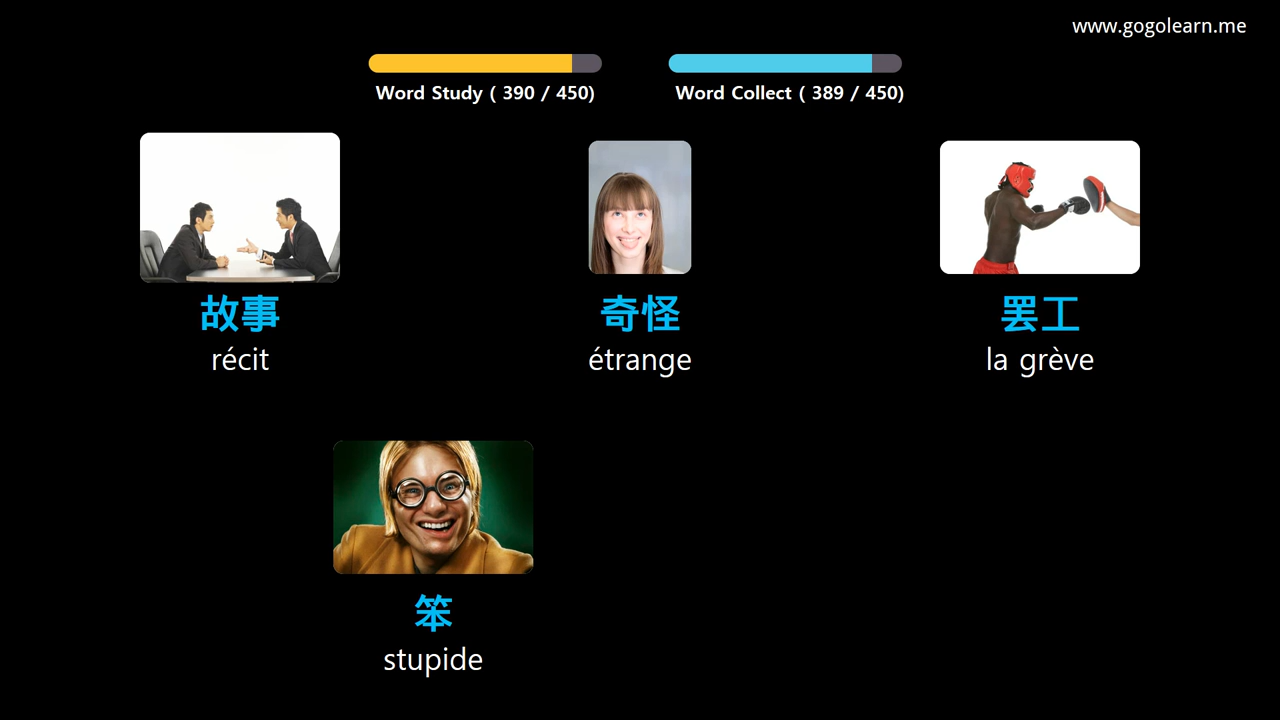 www.gogolearn.me
Word Study ( 390 / 450)
Word Collect ( 389 / 450)
故事
récit
奇怪
étrange
罢工
la grève
笨
stupide